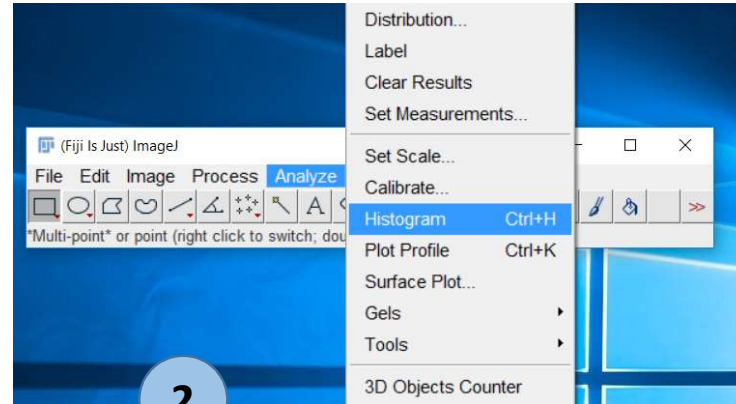 Distribution...
Label
Clear Results
Set Measurements...
(Fiji Is Just) ImageJ
File Edit Image Process Analyze
Set Scale...
Calibrate...
Histogram Ctrl+H
A
>>
*Multi-point* or point (right click to switch; dou
Plot Profile Ctrl+K
Surface Plot...
Gels
Tools
3D Objects Counter
2